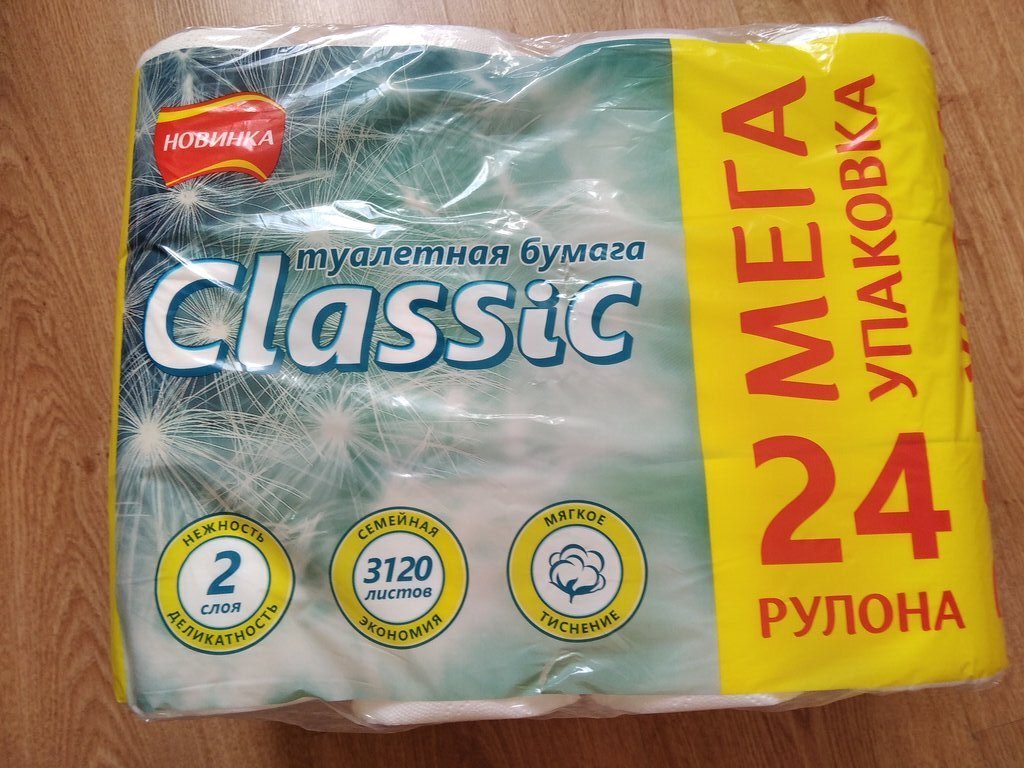 НОВИНКА
туалетная бумага
Classic
НЕЖНОСТЬ
2
слоя
ДЕЛИКАТНОСТЬ
СЕМЕЙНАЯ
3120
листов
ЭКОНОМИЯ
МЯГКОЕ
ТИСНЕНИЕ
МЕГА
УПАКОВКА
24
РУЛОНА